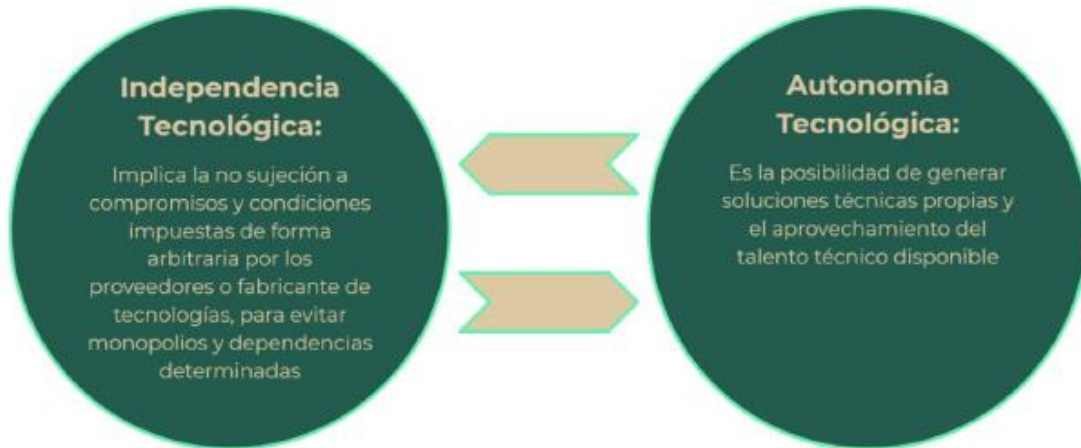 Independencia
Tecnológica:
Implica la no sujeción a
compromisos y condiciones
impuestas de forma
arbitraria por los
proveedores o fabricante de
tecnologías, para evitar
monopolios y dependencias
determinadas
Autonomía
Tecnológica:
Es la posibilidad de generar
soluciones técnicas propias y
el aprovechamiento del
talento técnico disponible